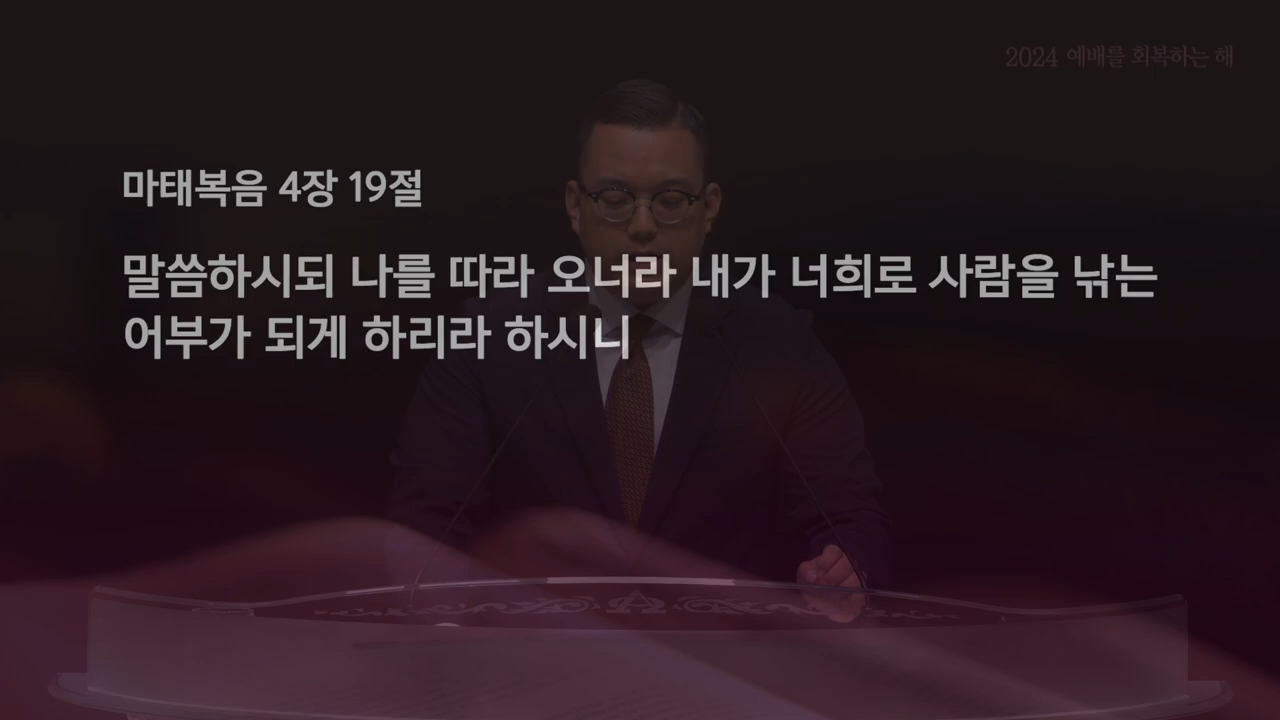 2024 예배를 회복하는 해
마태복음 4장 19절
말씀하시되 나를 따라 오너라 내가 너희로 사람을 낚는
어부가 되게 하리라 하시니